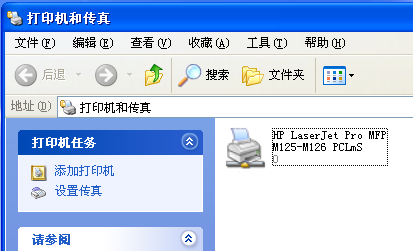 打印机和传真
文件(F) 编辑(E) 查看(V) 收藏(A) 工具(T) 帮助(H)
后退 搜索 文件夹
地址(D) 打印机和传真
打印机任务
添加打印机
设置传真
请参阅
HP LaserJet Pro MFP
M125-M126 PCLmS
0